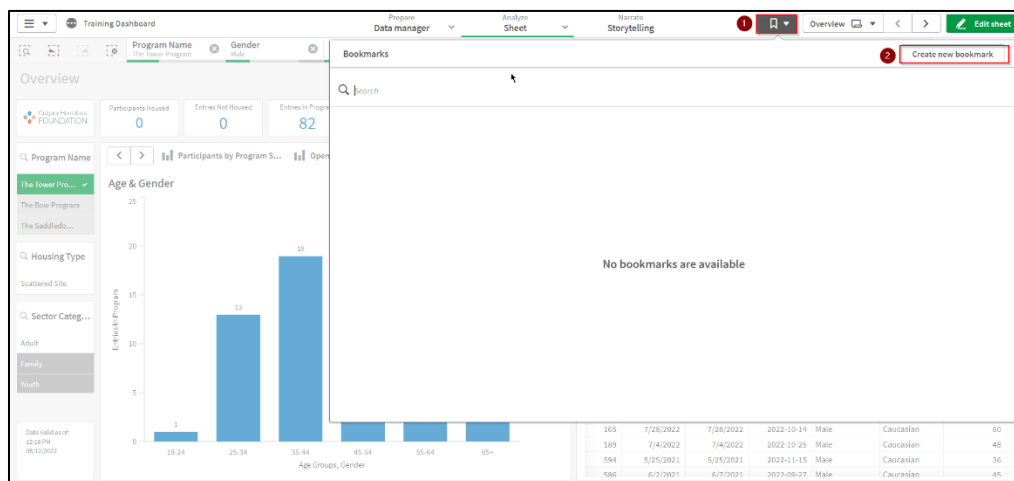 Training Dashboard
Prepare
Data manager
Analyze
Sheet
Narrate
Storytelling
1
Overview
Edit sheet
Program Name
The Tower Program
Gender
Male
Bookmarks
2
Create new bookmark
Overview
Search
Calgary Homeless
FOUNDATION
Participants Housed
0
Entries Not Housed
0
Entries In Progra
82
Program Name
The Tower Pro...
The Bow Program
The Saddledo...
Housing Type
Scattered Site
Sector Categ...
Adult
Family
Youth
Data Valid as of:
12:16 PM
05/12/2022
Participants by Program S...
Open
Age & Gender
Entries In Program
25
20
15
10
5
0
1
13
19
18-24
25-34
35-44
45-54
55-64
65+
Age Groups, Gender
No bookmarks are available
165 7/28/2022 7/28/2022 2022-10-14 Male Caucasian 60
189 7/4/2022 7/4/2022 2022-10-25 Male Caucasian 48
594 5/25/2021 5/25/2021 2022-11-15 Male Caucasian 36
586 6/2/2021 6/7/2021 2022-09-27 Male Caucasian 45